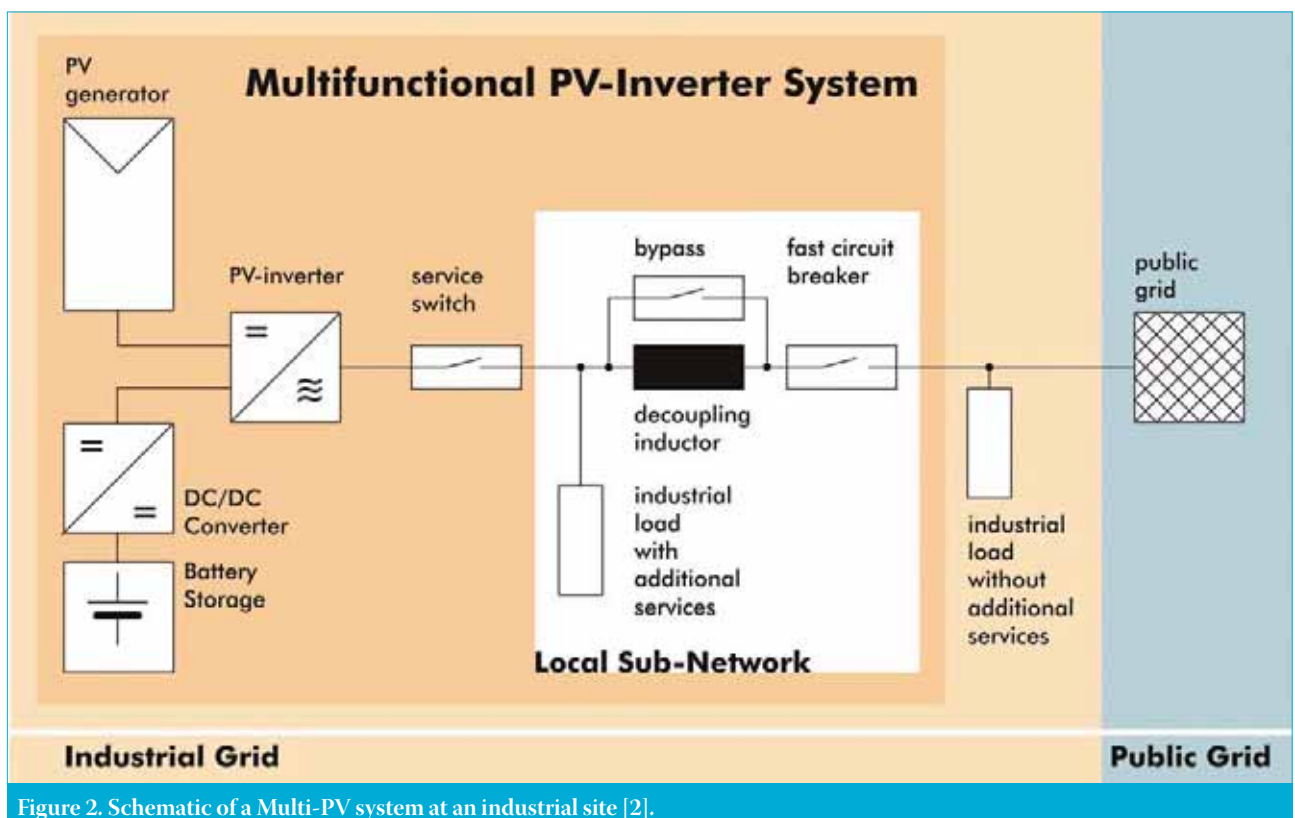 PV
generator
Multifunctional PV-Inverter System
PV-inverter
service
switch
bypass
fast circuit
breaker
public
grid
decoupling
inductor
DC/DC
Converter
Battery
Storage
industrial
load
with
additional
services
industrial
load
without
additional
services
Local Sub-Network
Industrial Grid
Public Grid
Figure 2. Schematic of a Multi-PV system at an industrial site [2].